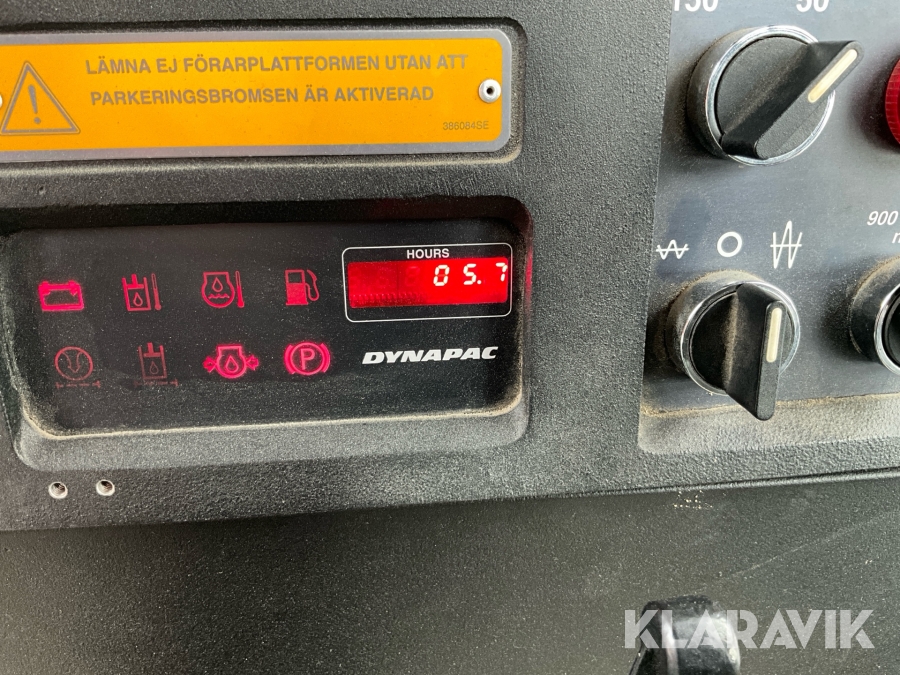 150 50
LÄMNA EJ FÖRARPLATTFORMEN UTAN ATT
PARKERINGSBROMSEN ÄR AKTIVERAD
386084SE
900
HOURS
05.7
P
DYNAPAC
KLARAVIK